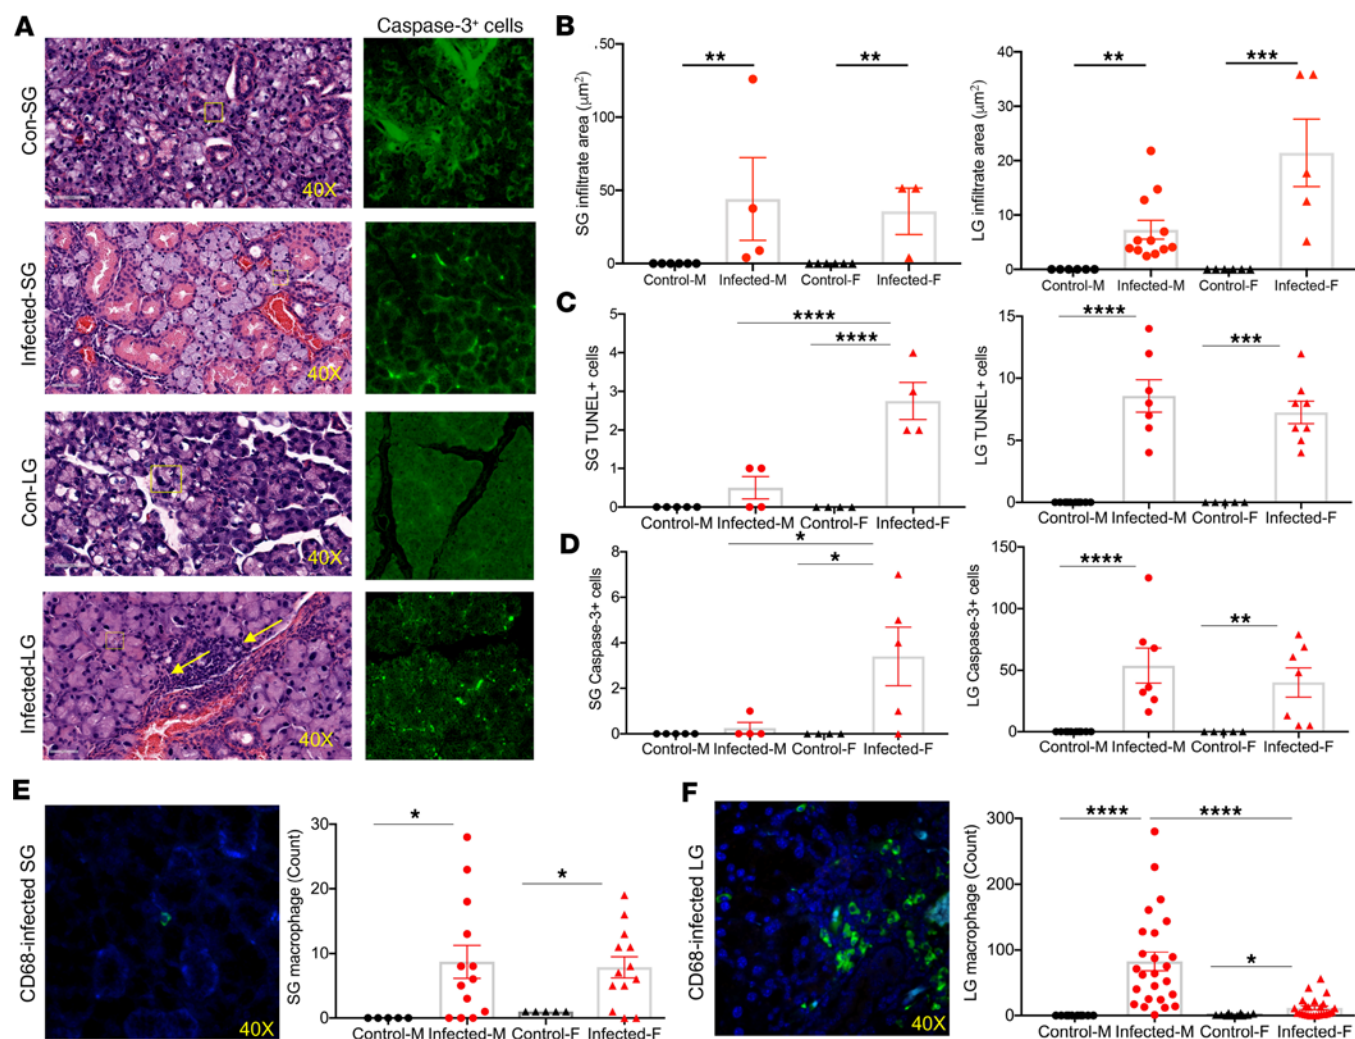 A
Caspase-3⁺ cells
Con-SG
40X
Infected-SG
40X
Con-LG
40X
Infected-LG
40X
B
SG infiltrate area (μm²)
.50
100
50
0
**
**
Control-M Infected-M Control-F Infected-F
LG infiltrate area (μm²)
40
30
20
10
0
**
***
Control-M Infected-M Control-F Infected-F
C
SG TUNEL+ cells
5
4
3
2
1
0
****
****
Control-M Infected-M Control-F Infected-F
LG TUNEL+ cells
15
10
5
0
****
***
Control-M Infected-M Control-F Infected-F
D
SG Caspase-3+ cells
8
6
4
2
0
*
*
Control-M Infected-M Control-F Infected-F
LG Caspase-3+ cells
150
100
50
0
****
**
Control-M Infected-M Control-F Infected-F
E
CD68-infected SG
40X
SG macrophage (Count)
30
20
10
0
*
*
Control-M Infected-M Control-F Infected-F
F
CD68-infected LG
40X
LG macrophage (Count)
300
200
100
0
****
****
*
Control-M Infected-M Control-F Infected-F